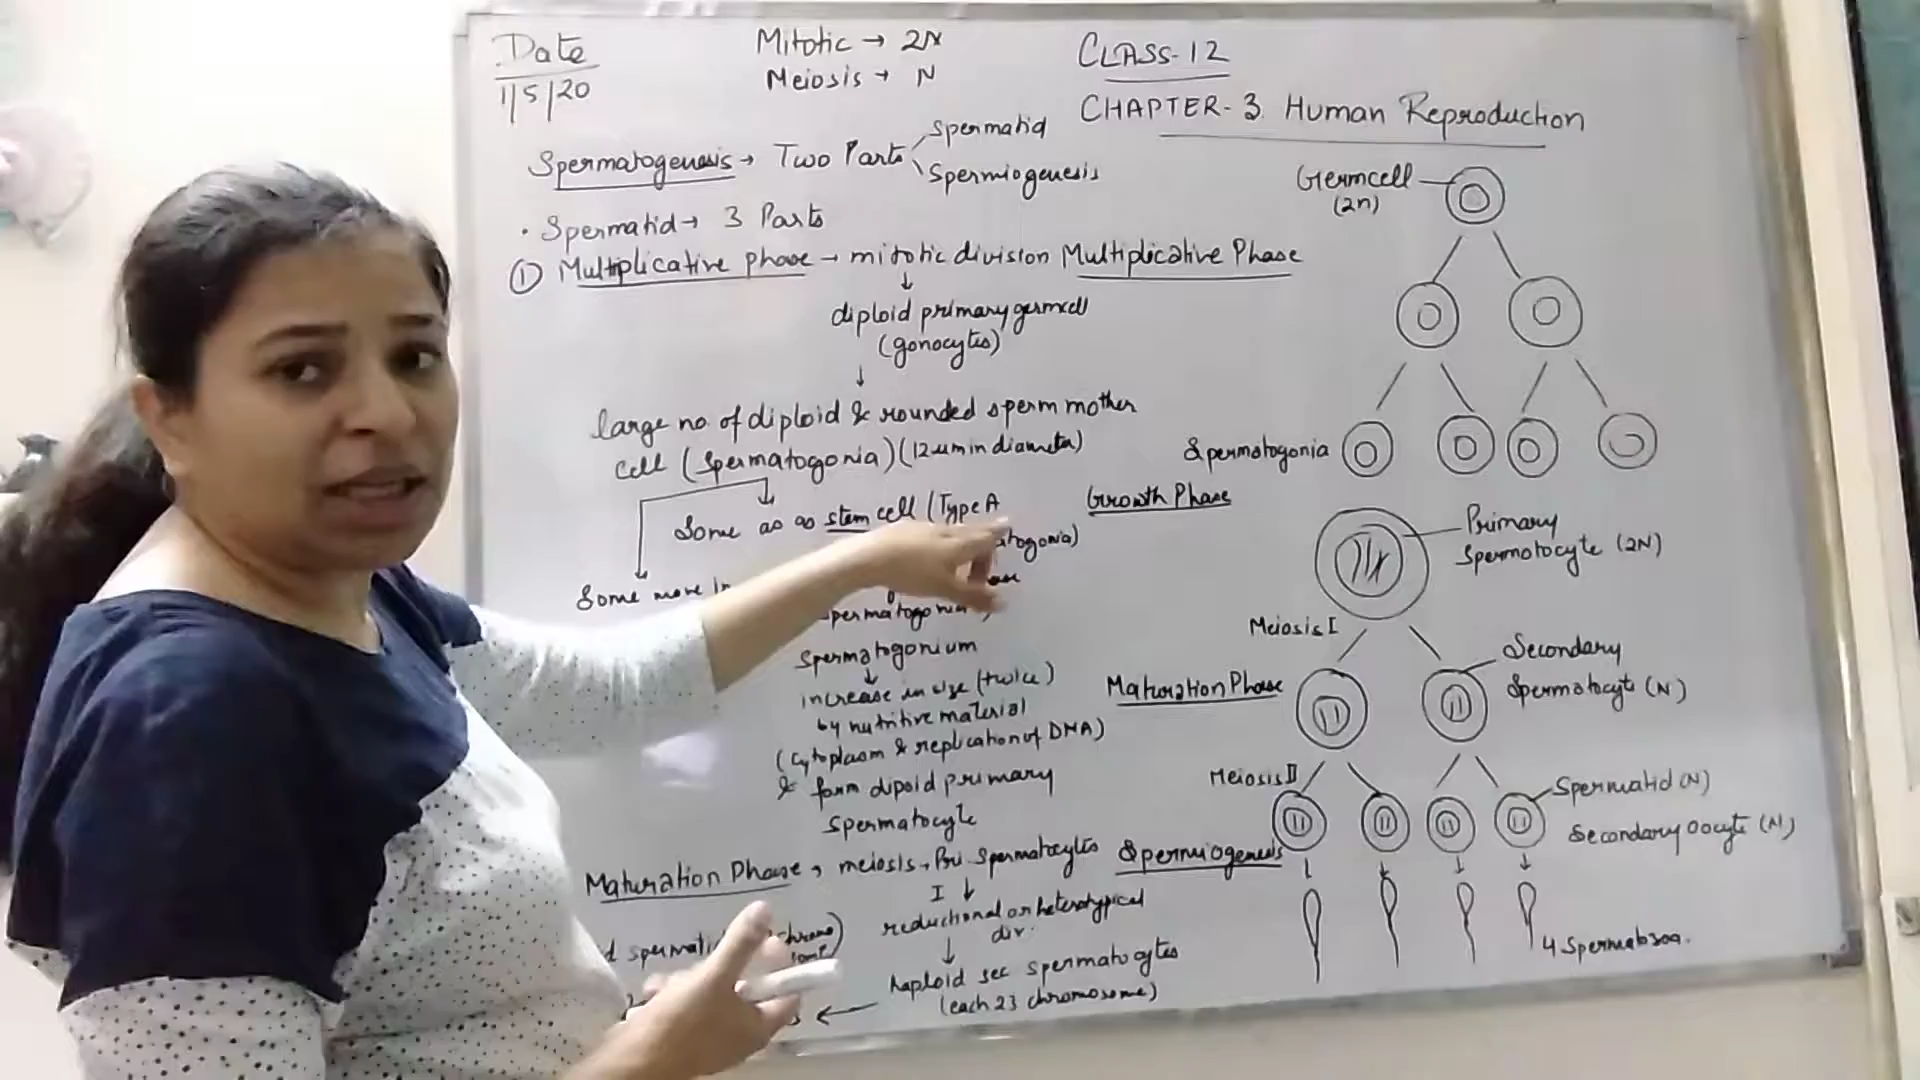 Date
1/5/20
Mitotic → 2N
Meiosis → N
CLASS-12
CHAPTER-3. Human Reproduction
Spermatogenesis → Two Parts
Spermatid
Spermiogenesis
• Spermatid → 3 Parts
① Multiplicative phase → mitotic division
↓
diploid primary germcell
(gonocytes)
↓
large no. of diploid & rounded sperm mother
cell (spermatogonia) (12um in diameter)
Some as as stem cell (Type A
Some move
spermatogonium
↓
increase in size (twice)
by nutritive material
(cytoplasm & replication of DNA)
& form dipoid primary
spermatocyte
Maturation Phase → meiosis → Pri. spermatocytes
I ↓
reductional or heterotypical
div.
↓
haploid sec spermatocytes
(each 23 chromosome)
←
Multiplicative Phase
Germcell
(2n)
Spermatogonia
Growth Phase
Primary
Spermotocyte (2N)
Meiosis I
Maturation Phase
Secondary
Spermatocyt (N)
Meiosis II
Spermatid (N)
Secondary Oocyte (N)
Spermiogenesis
4 Spermatozoa.